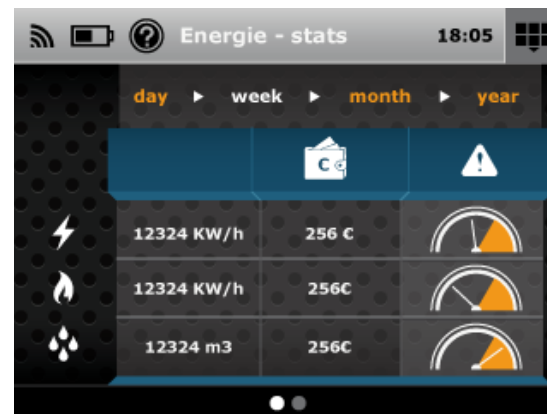 Energie - stats 18:05
day ▶ week ▶ month ▶ year
C
12324 KW/h 256 €
12324 KW/h 256€
12324 m3 256€